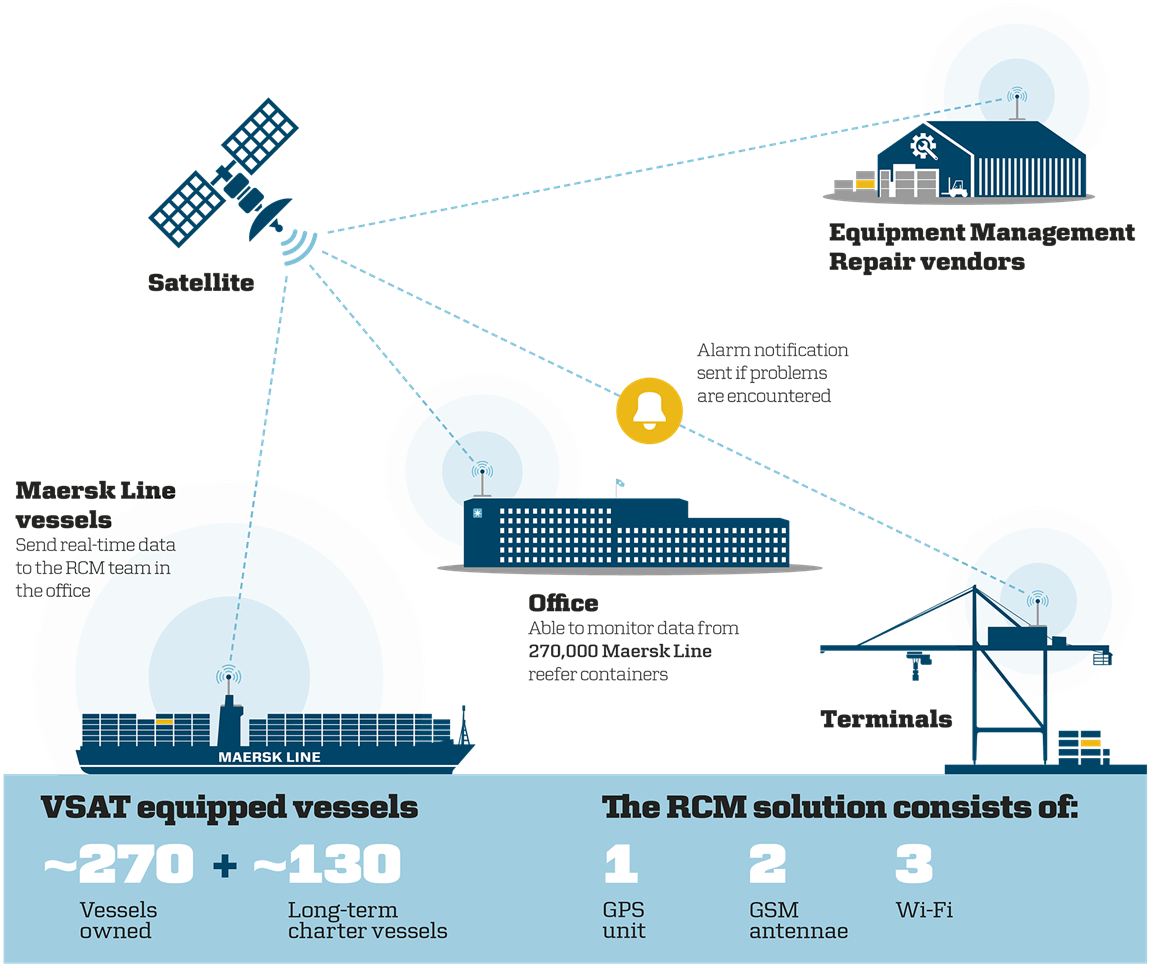 Satellite
Equipment Management
Repair vendors
Alarm notification
sent if problems
are encountered
Maersk Line
vessels
Send real-time data
to the RCM team in
the office
Office
Able to monitor data from
270,000 Maersk Line
reefer containers
Terminals
MAERSK LINE
VSAT equipped vessels
~270 + ~130
Vessels
owned
Long-term
charter vessels
The RCM solution consists of:
1
GPS
unit
2
GSM
antennae
3
Wi-Fi